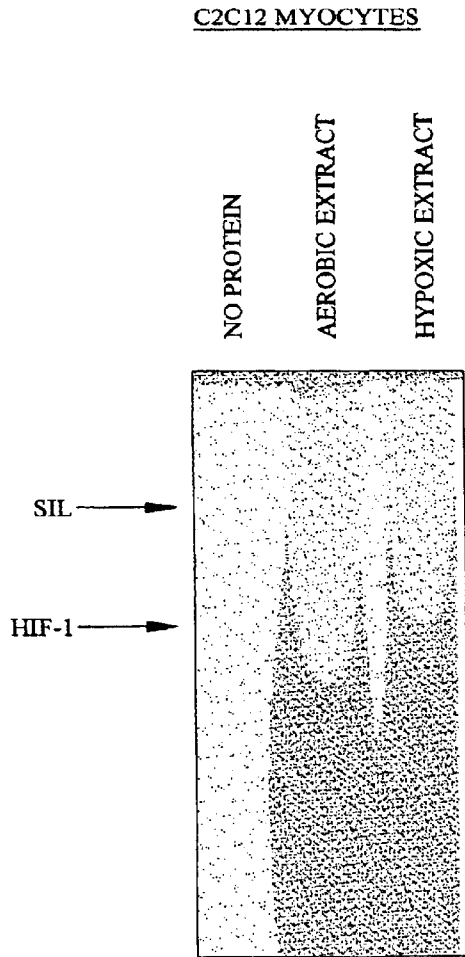 C2C12 MYOCYTES
NO PROTEIN
AEROBIC EXTRACT
HYPOXIC EXTRACT
SIL
HIF-1